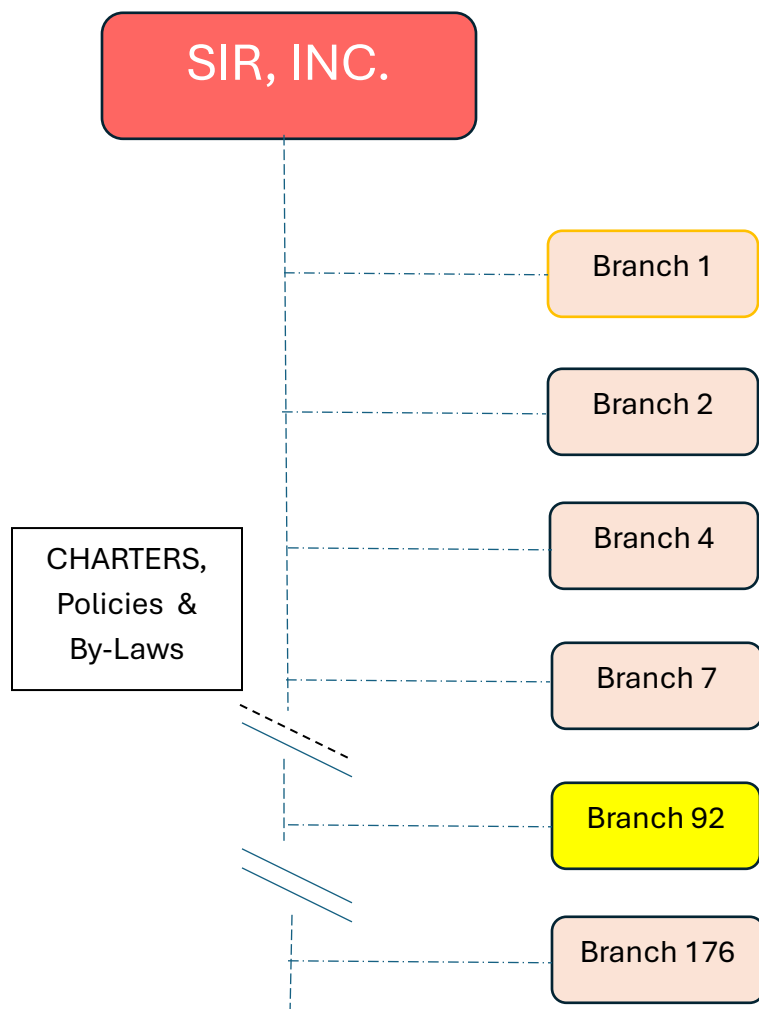 SIR, INC.
Branch 1
Branch 2
Branch 4
CHARTERS,
Policies &
By-Laws
Branch 7
Branch 92
Branch 176